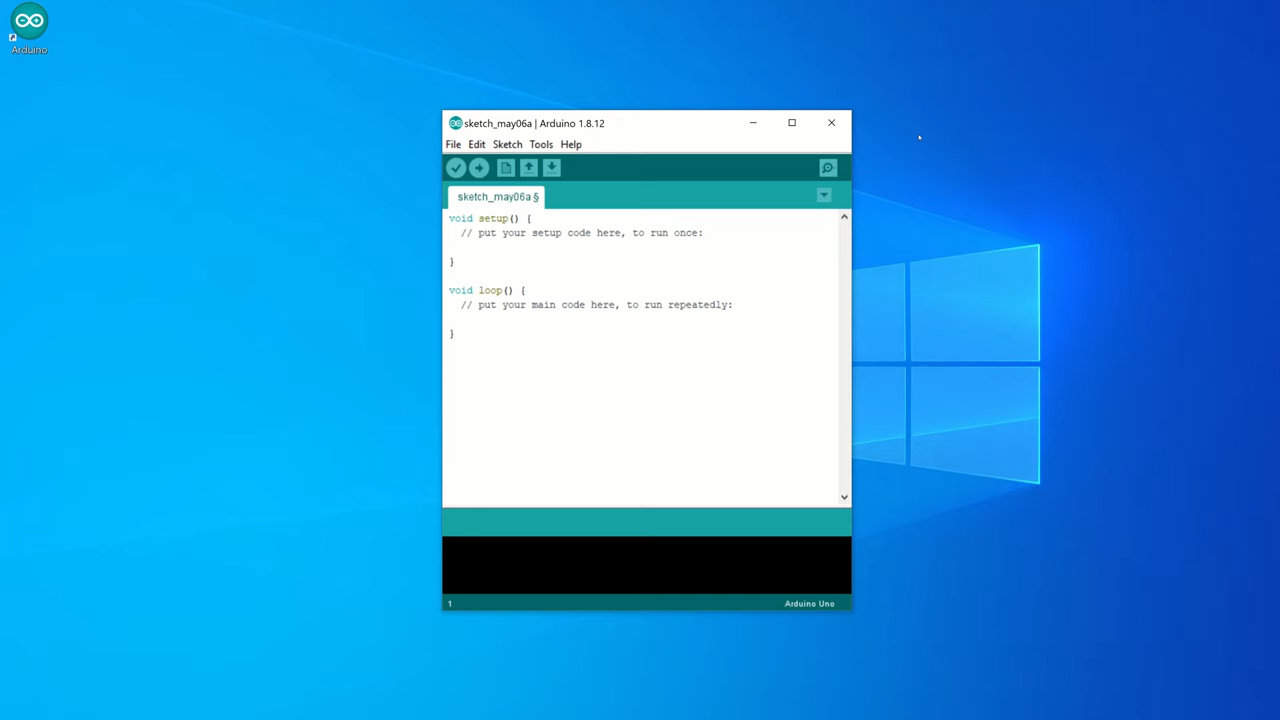 Arduino
sketch_may06a | Arduino 1.8.12
File Edit Sketch Tools Help
sketch_may06a §
void setup() {
  // put your setup code here, to run once:
}
void loop() {
  // put your main code here, to run repeatedly:
}
1 Arduino Uno